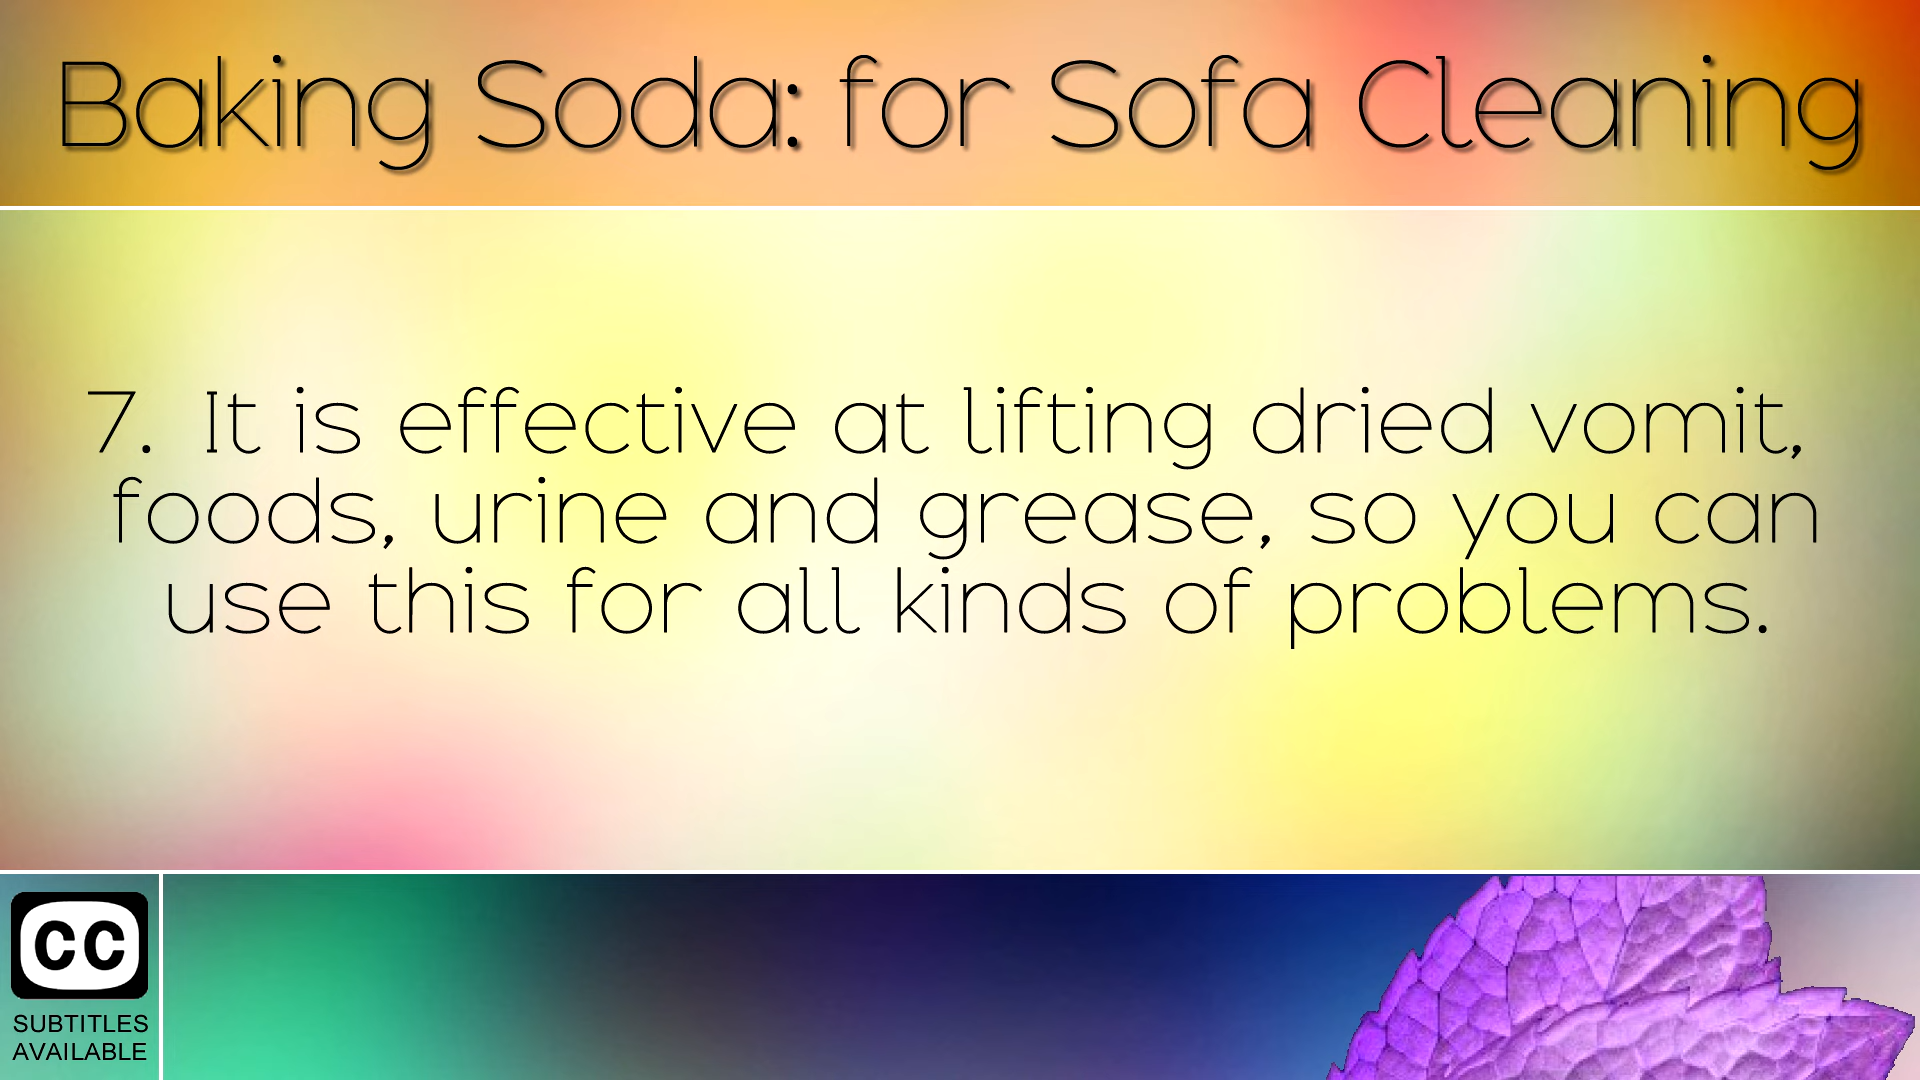 Baking Soda: for Sofa Cleaning
7. It is effective at lifting dried vomit,
foods, urine and grease, so you can
use this for all kinds of problems.
CC
SUBTITLES
AVAILABLE